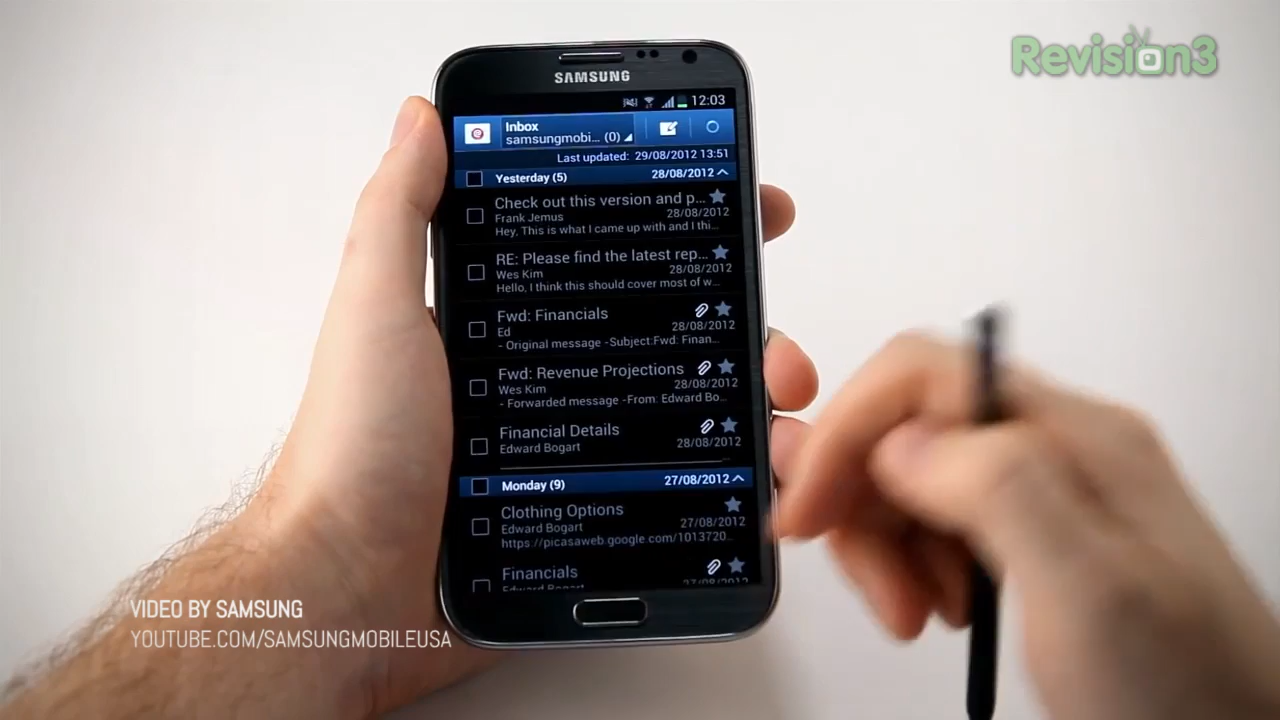 Revision3
SAMSUNG
12:03
Inbox
samsungmobi... (0)
Last updated: 29/08/2012 13:51
Yesterday (5) 28/08/2012
Check out this version and p...
Frank Jemus 28/08/2012
Hey, This is what I came up with and I thi...
RE: Please find the latest rep...
Wes Kim 28/08/2012
Hello, I think this should cover most of w...
Fwd: Financials
Ed 28/08/2012
- Original message -Subject:Fwd: Finan...
Fwd: Revenue Projections
Wes Kim 28/08/2012
- Forwarded message -From: Edward Bo...
Financial Details
Edward Bogart 28/08/2012
Monday (9) 27/08/2012
Clothing Options
Edward Bogart 27/08/2012
https://picasaweb.google.com/1013720...
Financials
Edward Bogart 27/08/2012
VIDEO BY SAMSUNG
YOUTUBE.COM/SAMSUNGMOBILEUSA